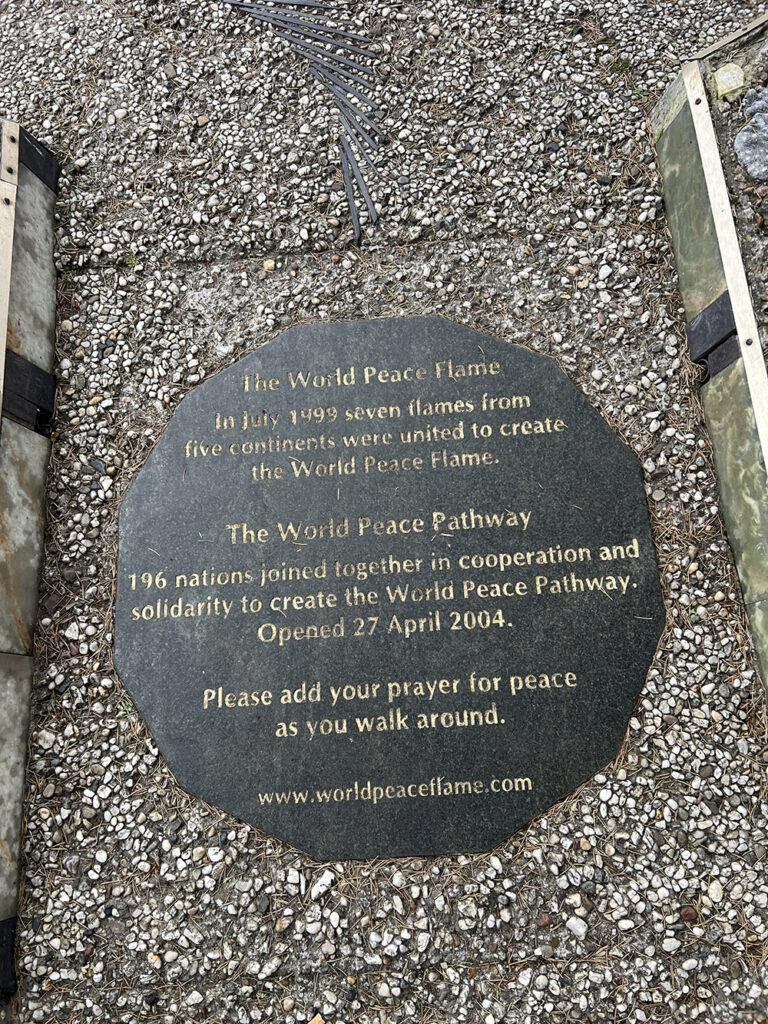 The World Peace Flame
In July 1999 seven flames from
five continents were united to create
the World Peace Flame.
The World Peace Pathway
196 nations joined together in cooperation and
solidarity to create the World Peace Pathway.
Opened 27 April 2004.
Please add your prayer for peace
as you walk around.
www.worldpeaceflame.com